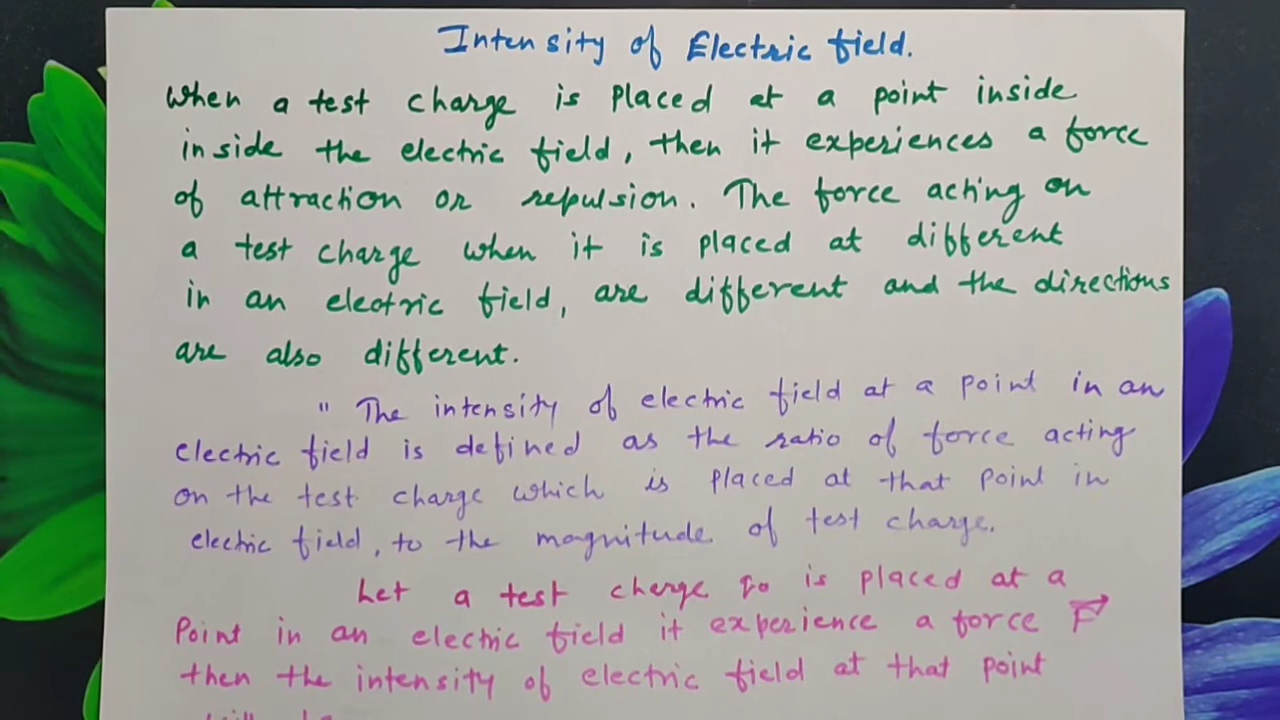 Intensity of Electric field.
When a test charge is placed at a point inside
inside the electric field, then it experiences a force
of attraction or repulsion. The force acting on
a test charge when it is placed at different
in an electric field, are different and the directions
are also different.
" The intensity of electric field at a point in an
electric field is defined as the ratio of force acting
on the test charge which is placed at that point in
electric field, to the magnitude of test charge.
Let a test charge q₀ is placed at a
Point in an electric field it experience a force F⃗
then the intensity of electric field at that point
will be